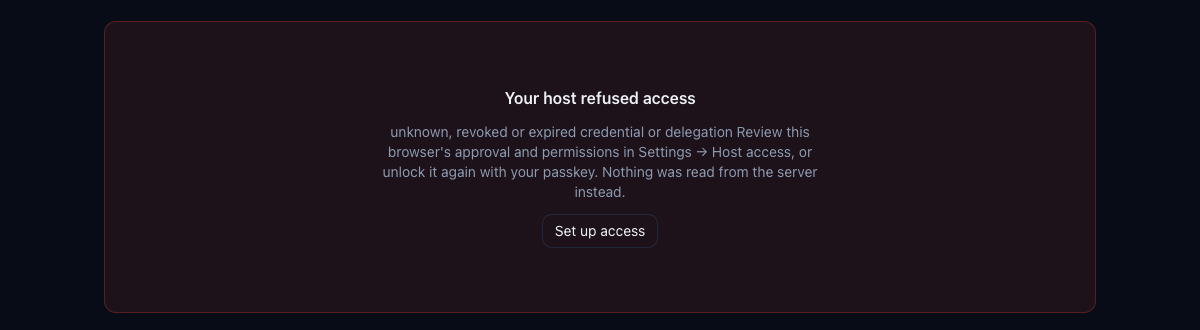 Your host refused access
unknown, revoked or expired credential or delegation Review this
browser's approval and permissions in Settings → Host access, or
unlock it again with your passkey. Nothing was read from the server
instead.
Set up access